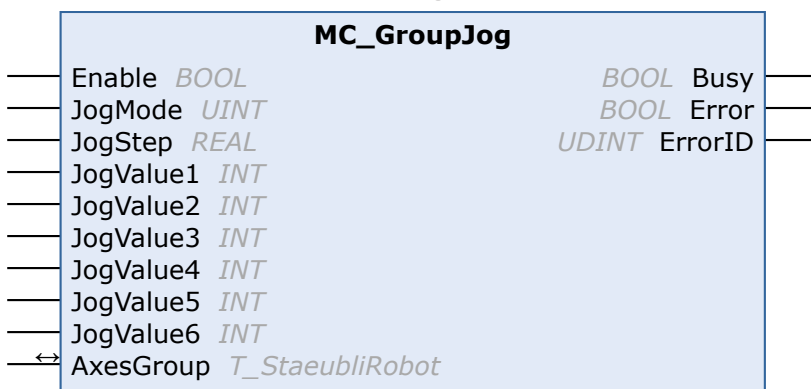 MC_GroupJog
Enable BOOL BOOL Busy
JogMode UINT BOOL Error
JogStep REAL UDINT ErrorID
JogValue1 INT
JogValue2 INT
JogValue3 INT
JogValue4 INT
JogValue5 INT
JogValue6 INT
↔ AxesGroup T_StaeubliRobot